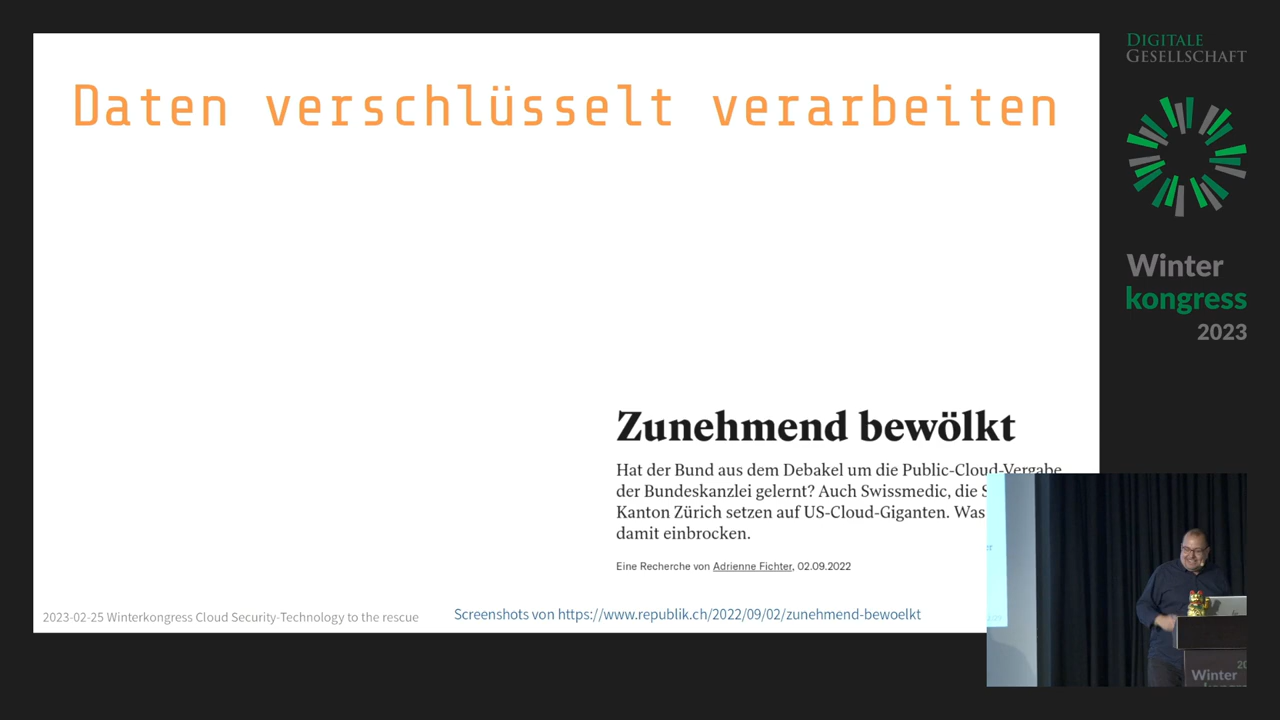 Daten verschlüsselt verarbeiten
Zunehmend bewölkt
Hat der Bund aus dem Debakel um die Public-Cloud-Vergabe
der Bundeskanzlei gelernt? Auch Swissmedic, die
Kanton Zürich setzen auf US-Cloud-Giganten. Was
damit einbrocken.
Eine Recherche von Adrienne Fichter, 02.09.2022
2023-02-25 Winterkongress Cloud Security-Technology to the rescue
Screenshots von https://www.republik.ch/2022/09/02/zunehmend-bewoelkt
DIGITALE
GESELLSCHAFT
Winter
kongress
2023
Winter